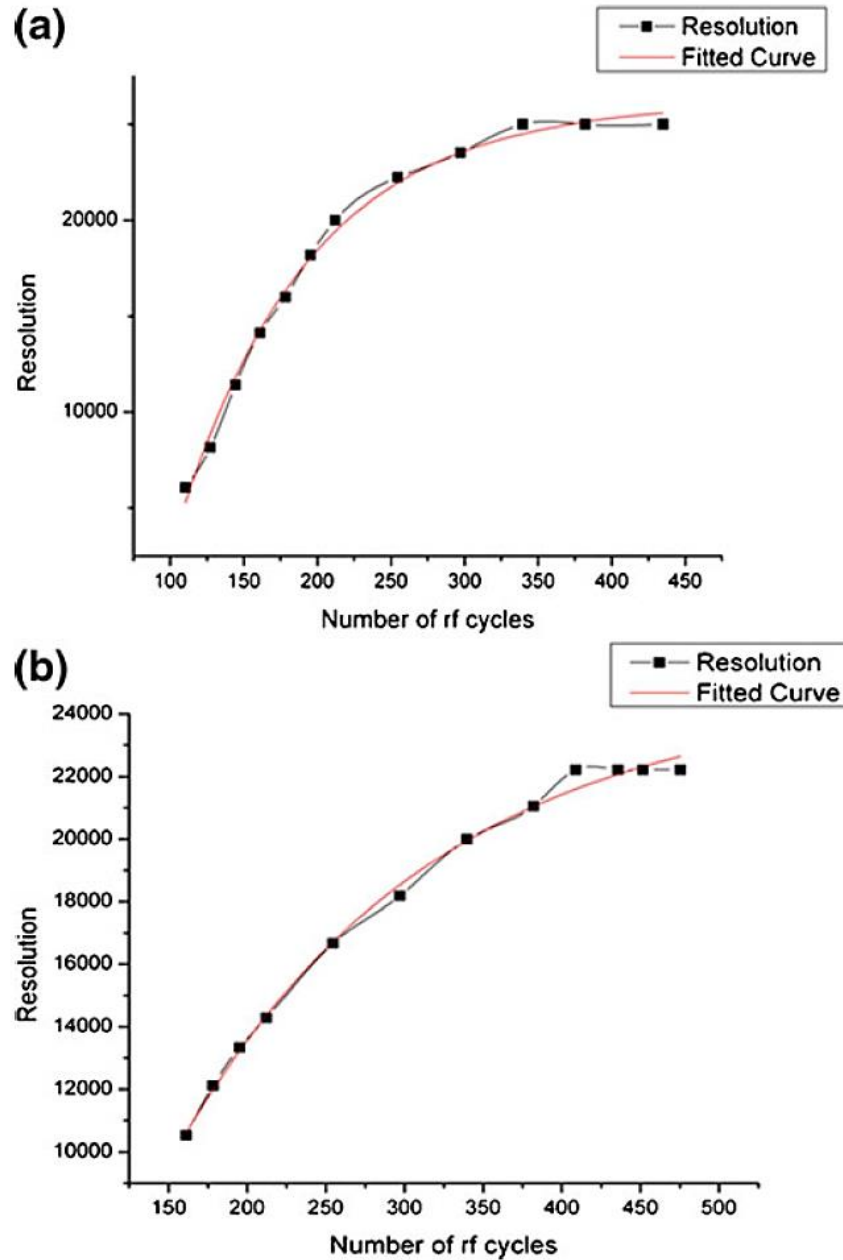 (a)
Resolution
Fitted Curve
20000
10000
Resolution
100 150 200 250 300 350 400 450
Number of rf cycles
(b)
Resolution
Fitted Curve
24000
22000
20000
18000
16000
14000
12000
10000
Resolution
150 200 250 300 350 400 450 500
Number of rf cycles